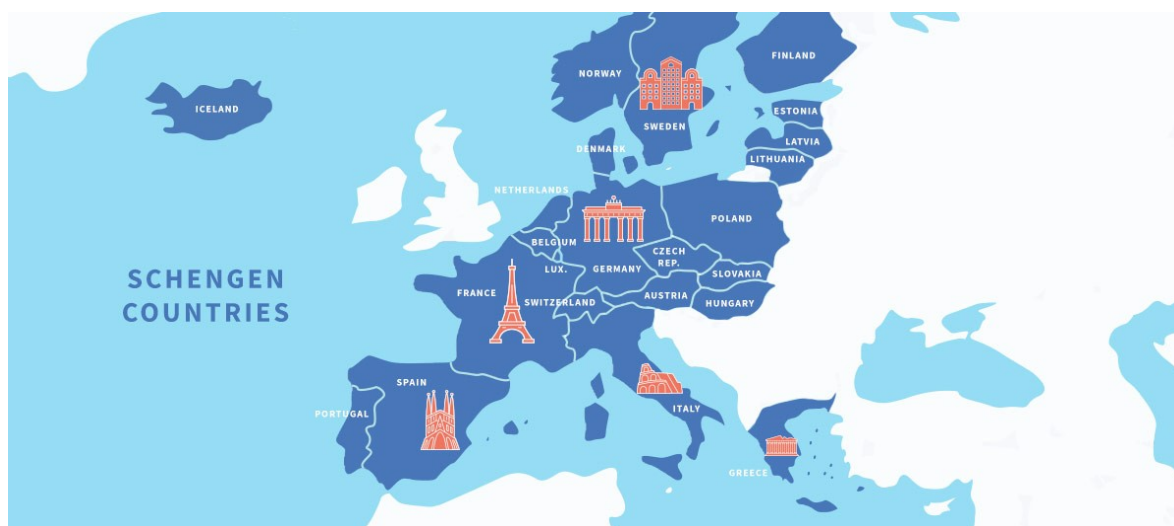 FINLAND
NORWAY
ICELAND
ESTONIA
SWEDEN
LATVIA
DENMARK
LITHUANIA
NETHERLANDS
POLAND
BELGIUM
CZECH
REP.
LUX.
GERMANY
SLOVAKIA
SCHENGEN
COUNTRIES
FRANCE
SWITZERLAND
AUSTRIA
HUNGARY
SPAIN
PORTUGAL
ITALY
GREECE